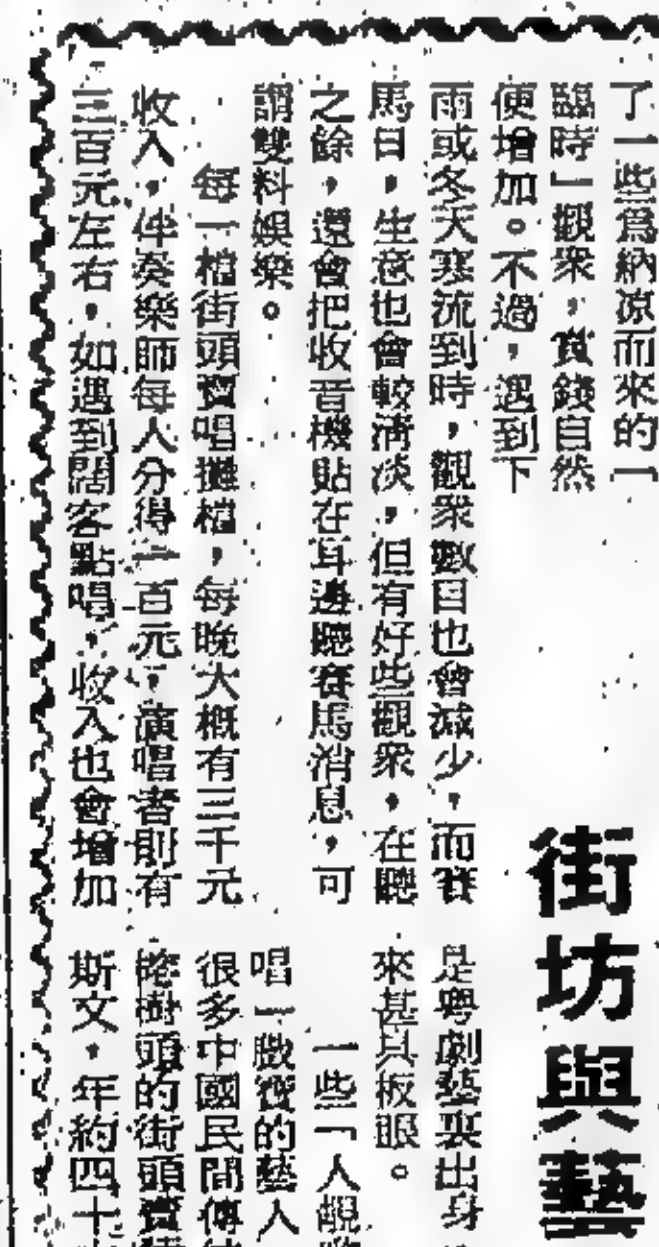 了一些爲納凉而來的「
臨時」觀衆,賞錢自然
便增加。不過,遇到下
雨或冬天寒流到時,觀衆數目也會減少,而賽
馬日,生意也會較清淡,但有好些觀衆,在聽
之餘,還會把收音機貼在耳邊聽賽馬消息,可
謂雙料娛樂。
每一檔街頭賣唱攤檔,每晚大概有三千元
收入,伴奏樂師每人分得二百元,演唱者則有
三百元左右,如遇到闊客點唱,收入也會增加
街坊與藝
是粤劇藝裏出身
來甚具板眼。
一些「人
唱「戲寶的藝人
很多中國民間傳
榕樹頭的街頭賣
斯文,年約四十